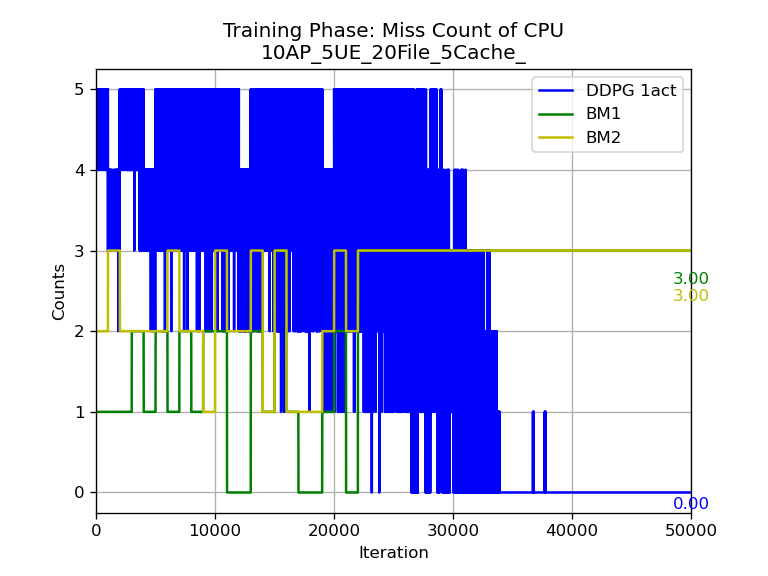 Training Phase: Miss Count of CPU
10AP_5UE_20File_5Cache_
DDPG 1act
BM1
BM2
5
4
3
2
1
0
Counts
3.00
3.00
0.00
0
10000
20000
30000
40000
50000
Iteration